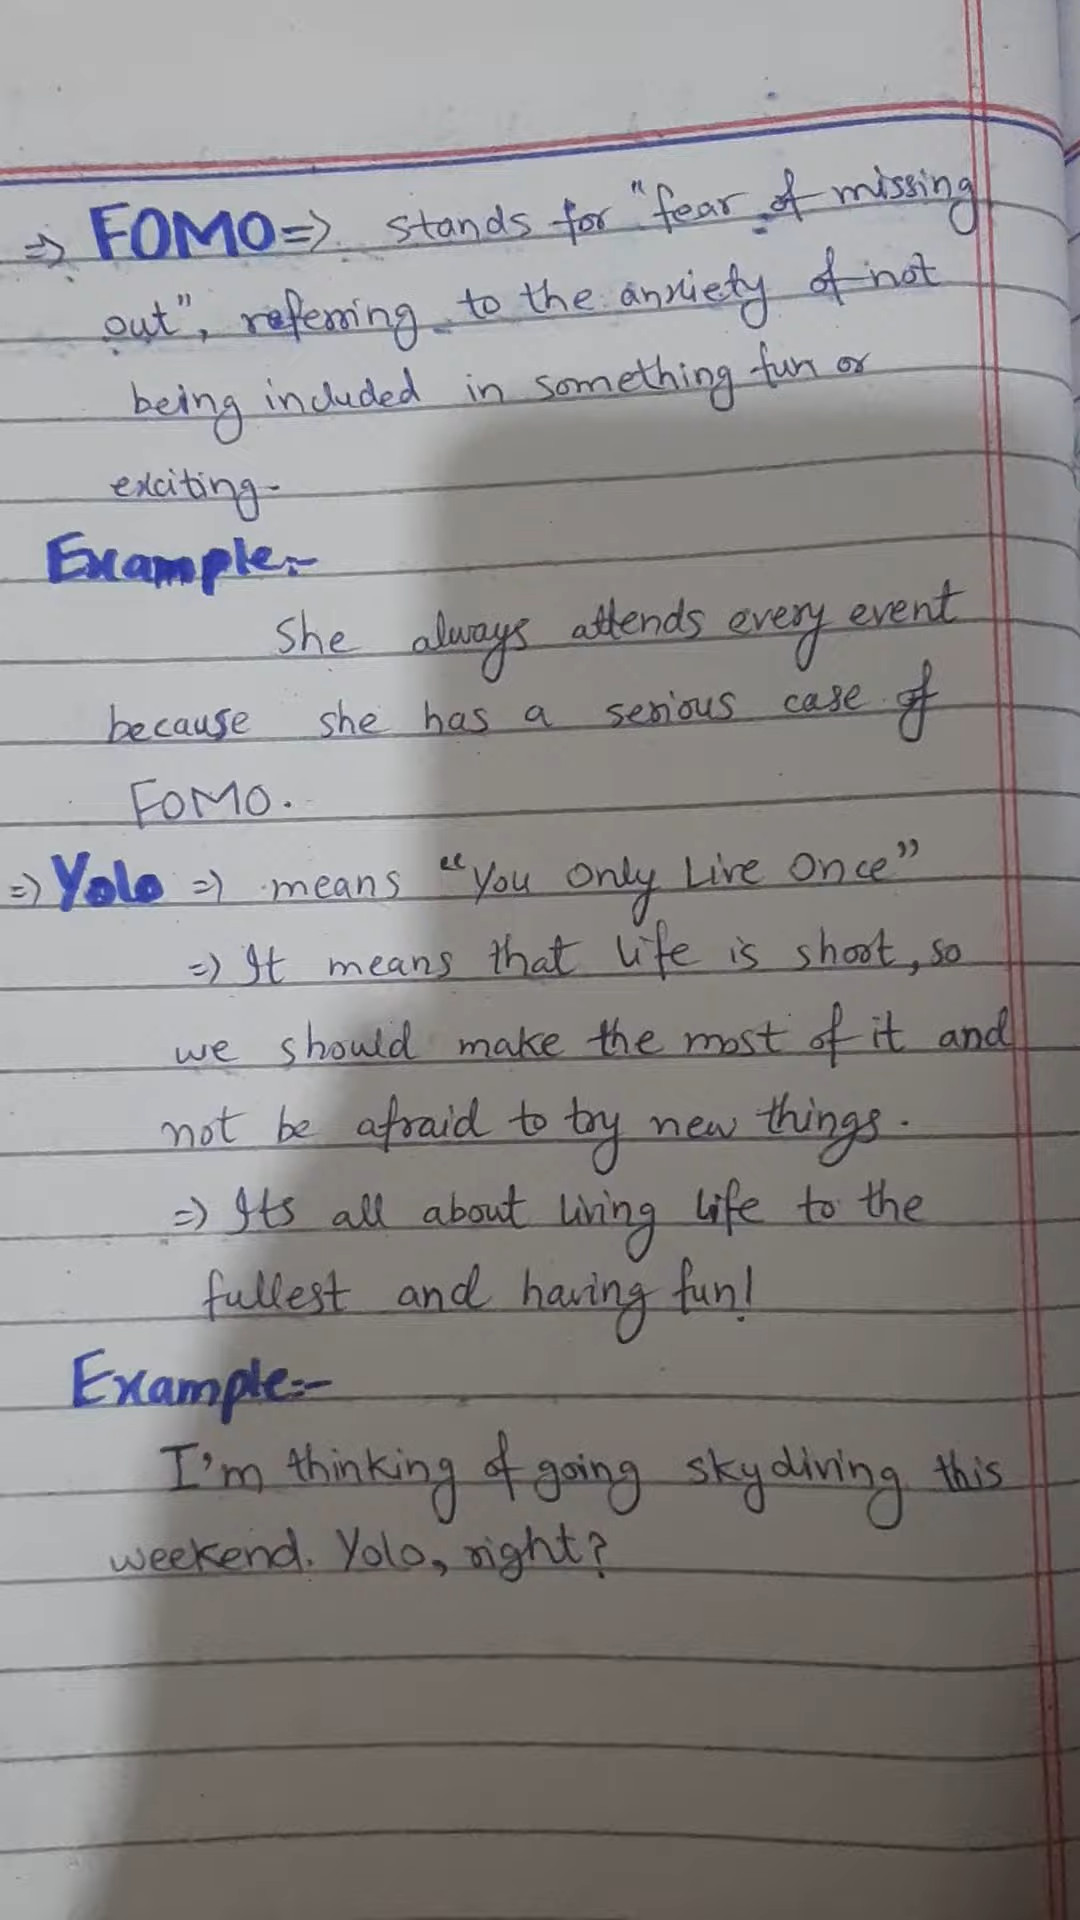 => FOMO => stands for "fear of missing
out", referring to the anxiety of not
being included in something fun or
exciting.
Example:-
She always attends every event
because she has a serious case of
FOMO.
=> Yolo => means "You Only Live Once"
=> It means that life is short, so
we should make the most of it and
not be afraid to try new things.
=> Its all about living life to the
fullest and having fun!
Example:-
I'm thinking of going skydiving this
weekend. Yolo, right?